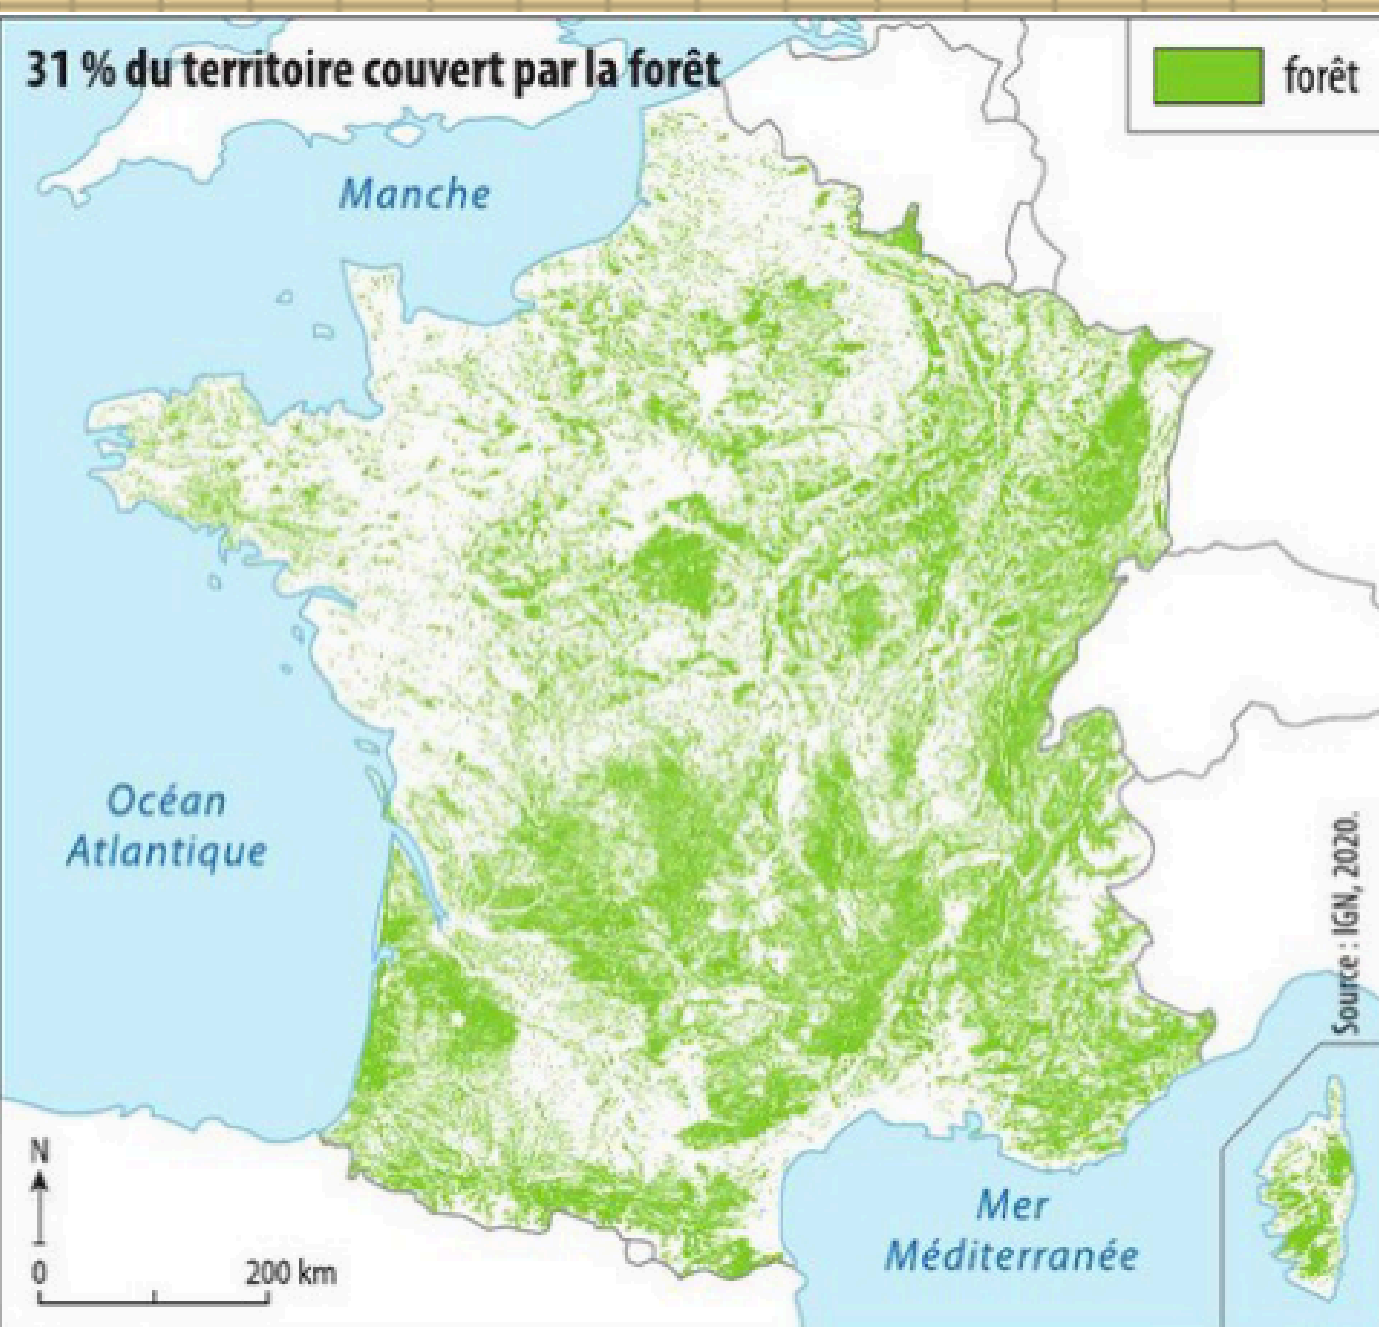 31 % du territoire couvert par la forêt
forêt
Manche
Océan
Atlantique
Source : IGN, 2020.
N
0
200 km
Mer
Méditerranée